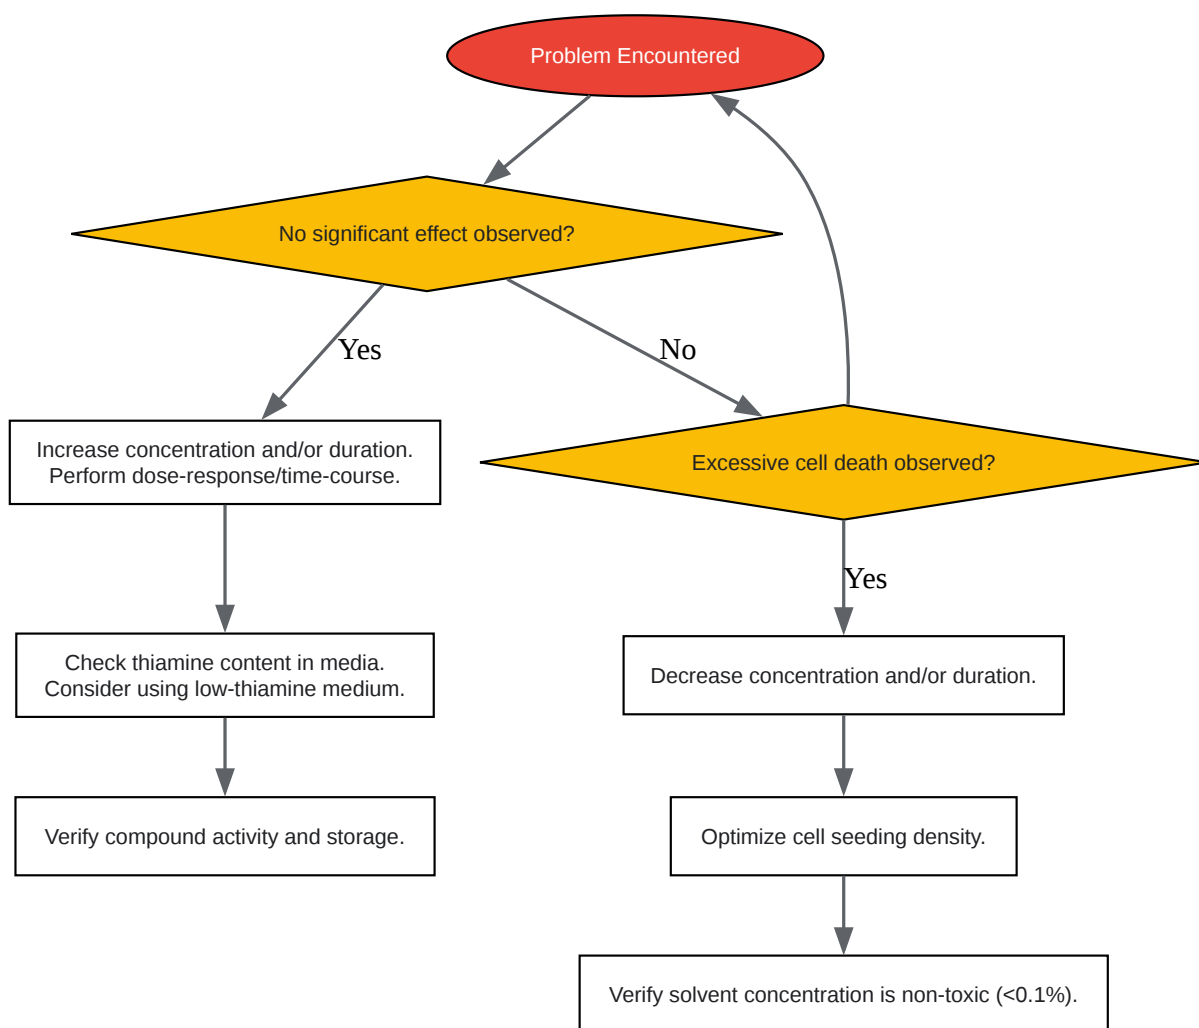 Problem Encountered
No significant effect observed?
Yes
No
Increase concentration and/or duration.
Perform dose-response/time-course.
Excessive cell death observed?
Yes
Check thiamine content in media.
Consider using low-thiamine medium.
Decrease concentration and/or duration.
Verify compound activity and storage.
Optimize cell seeding density.
Verify solvent concentration is non-toxic (<0.1%).